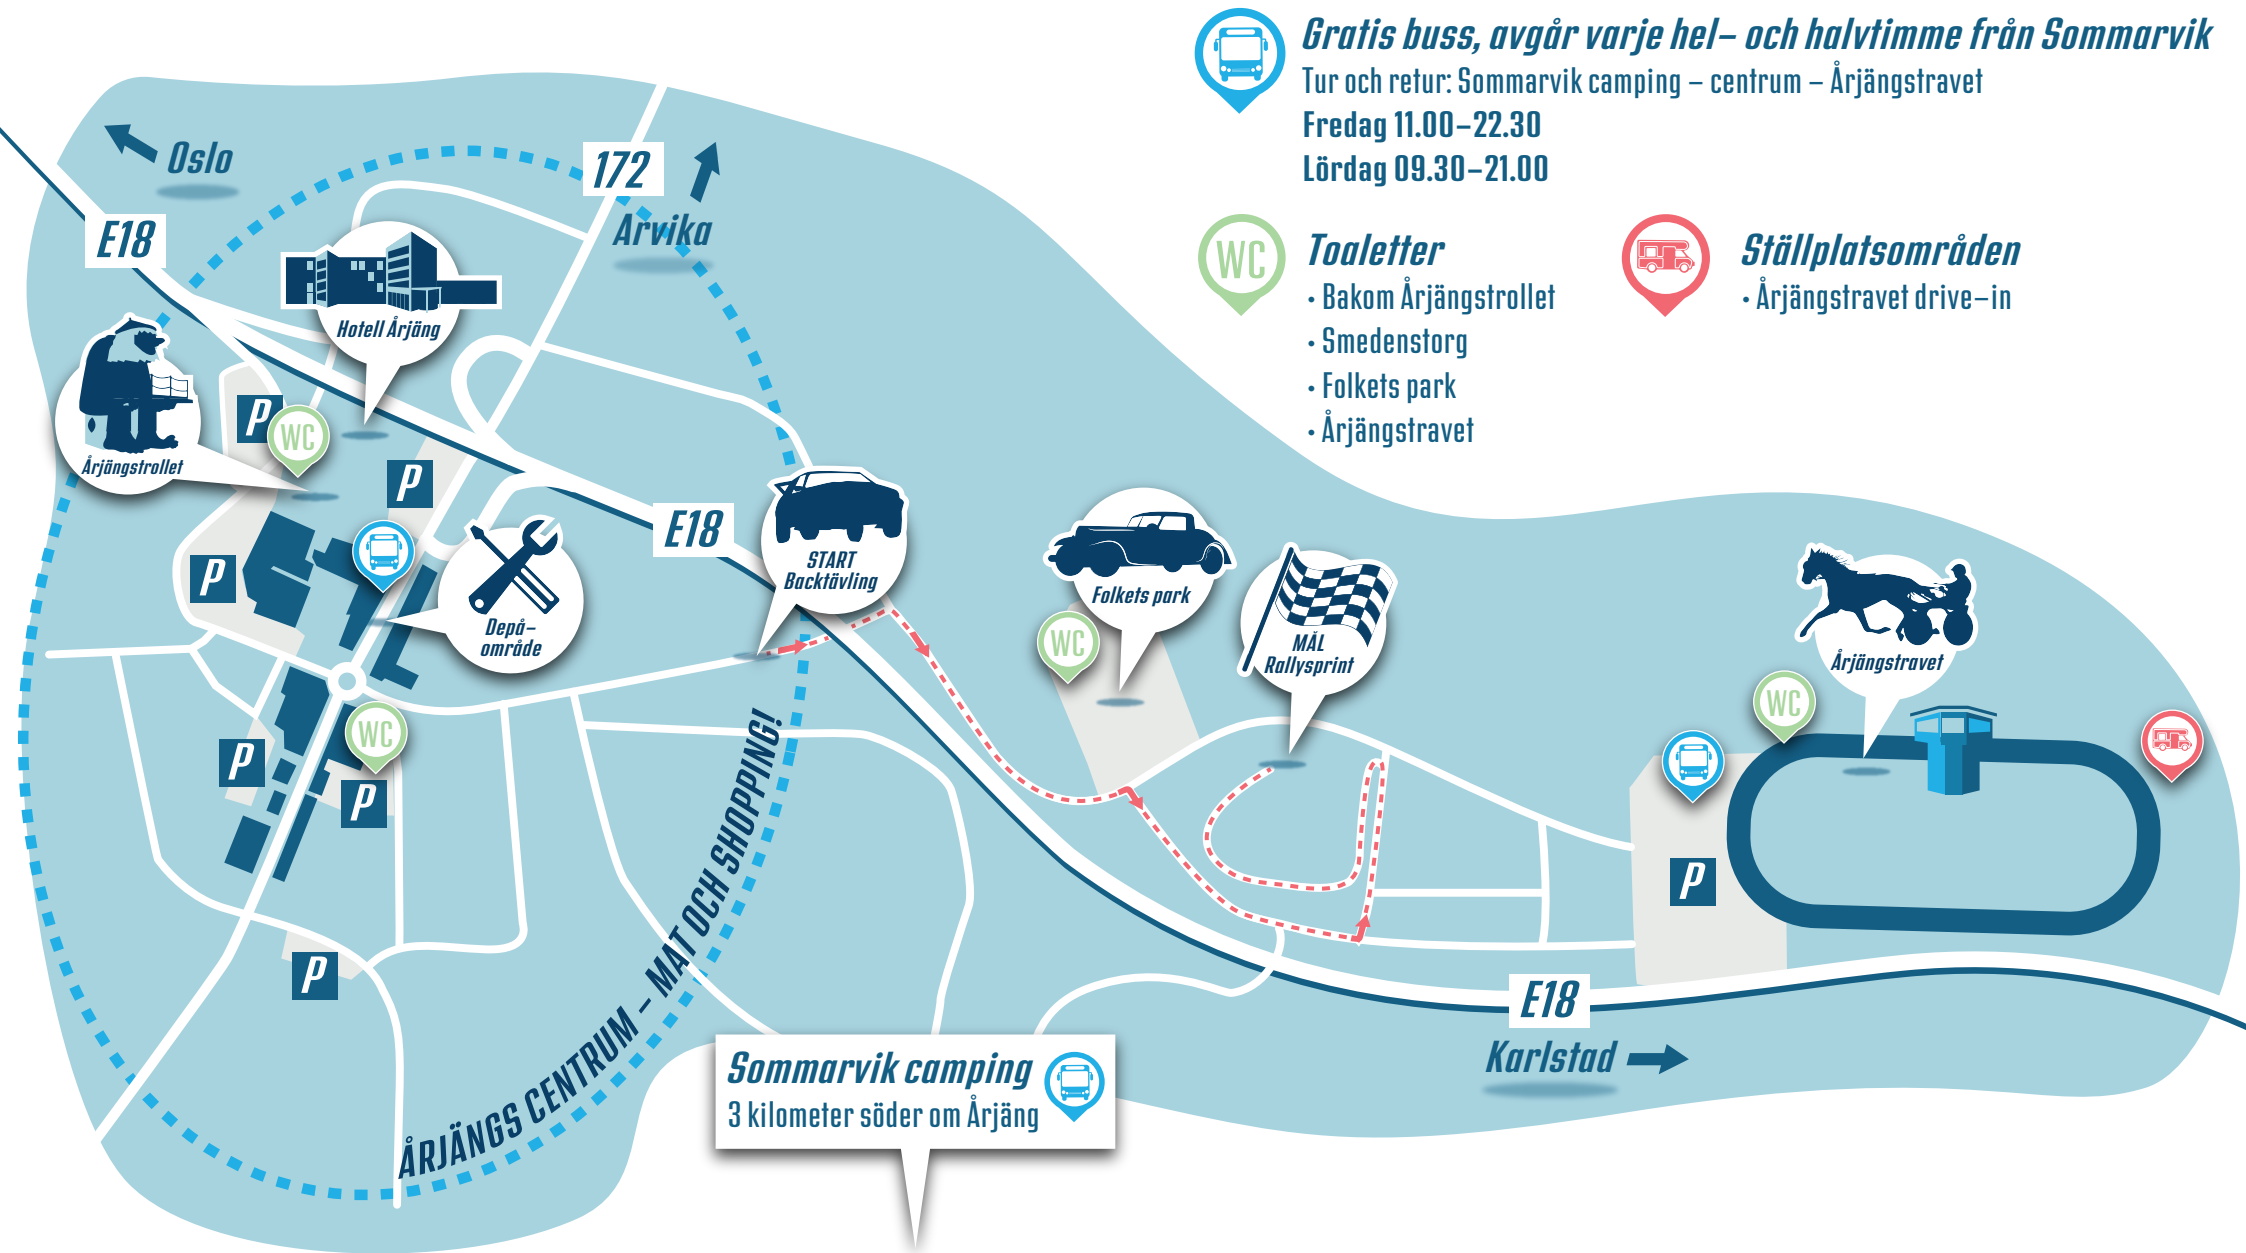 Gratis buss, avgår varje hel– och halvtimme från Sommarvik
Tur och retur: Sommarvik camping – centrum – Årjängstravet
Fredag 11.00–22.30
Lördag 09.30–21.00
WC
Toaletter
• Bakom Årjängstrollet
• Smedenstorg
• Folkets park
• Årjängstravet
Ställplatsområden
• Årjängstravet drive–in
Oslo
172
Arvika
E18
Hotell Årjäng
P
WC
Årjängstrollet
P
E18
START
Backtävling
P
Depå–
område
Folkets park
WC
MÅL
Rallysprint
Årjängstravet
WC
WC
P
P
P
P
ÅRJÄNGS CENTRUM – MAT OCH SHOPPING!
E18
Karlstad
Sommarvik camping
3 kilometer söder om Årjäng